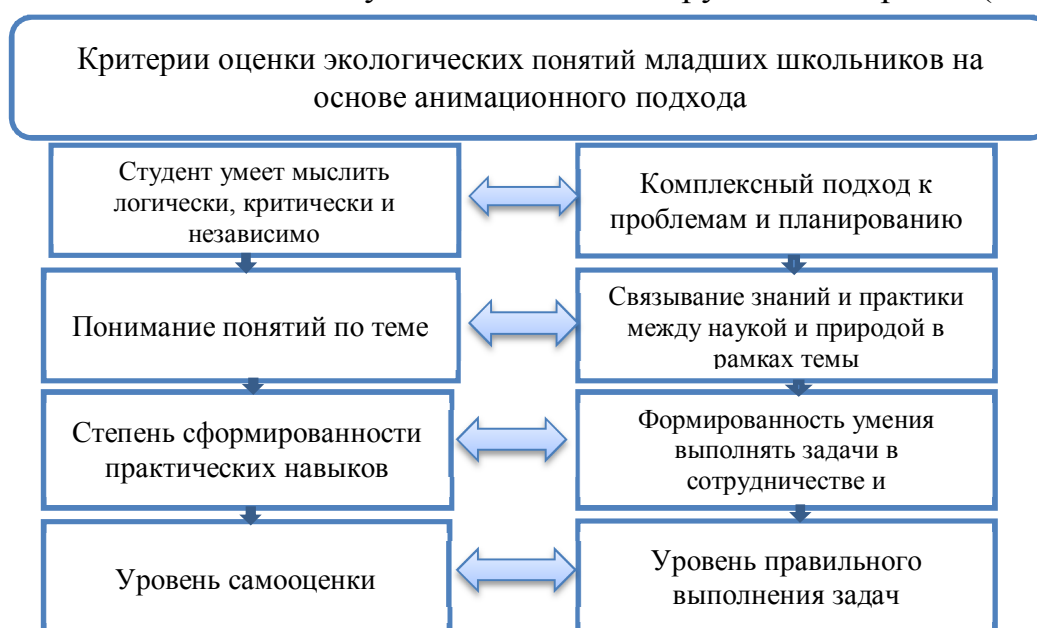 Критерии оценки экологических понятий младших школьников на
основе анимационного подхода
Студент умеет мыслить
логически, критически и
независимо
Комплексный подход к
проблемам и планированию
Понимание понятий по теме
Связывание знаний и практики
между наукой и природой в
рамках темы
Степень сформированности
практических навыков
Формированность умения
выполнять задачи в
сотрудничестве и
Уровень самооценки
Уровень правильного
выполнения задач